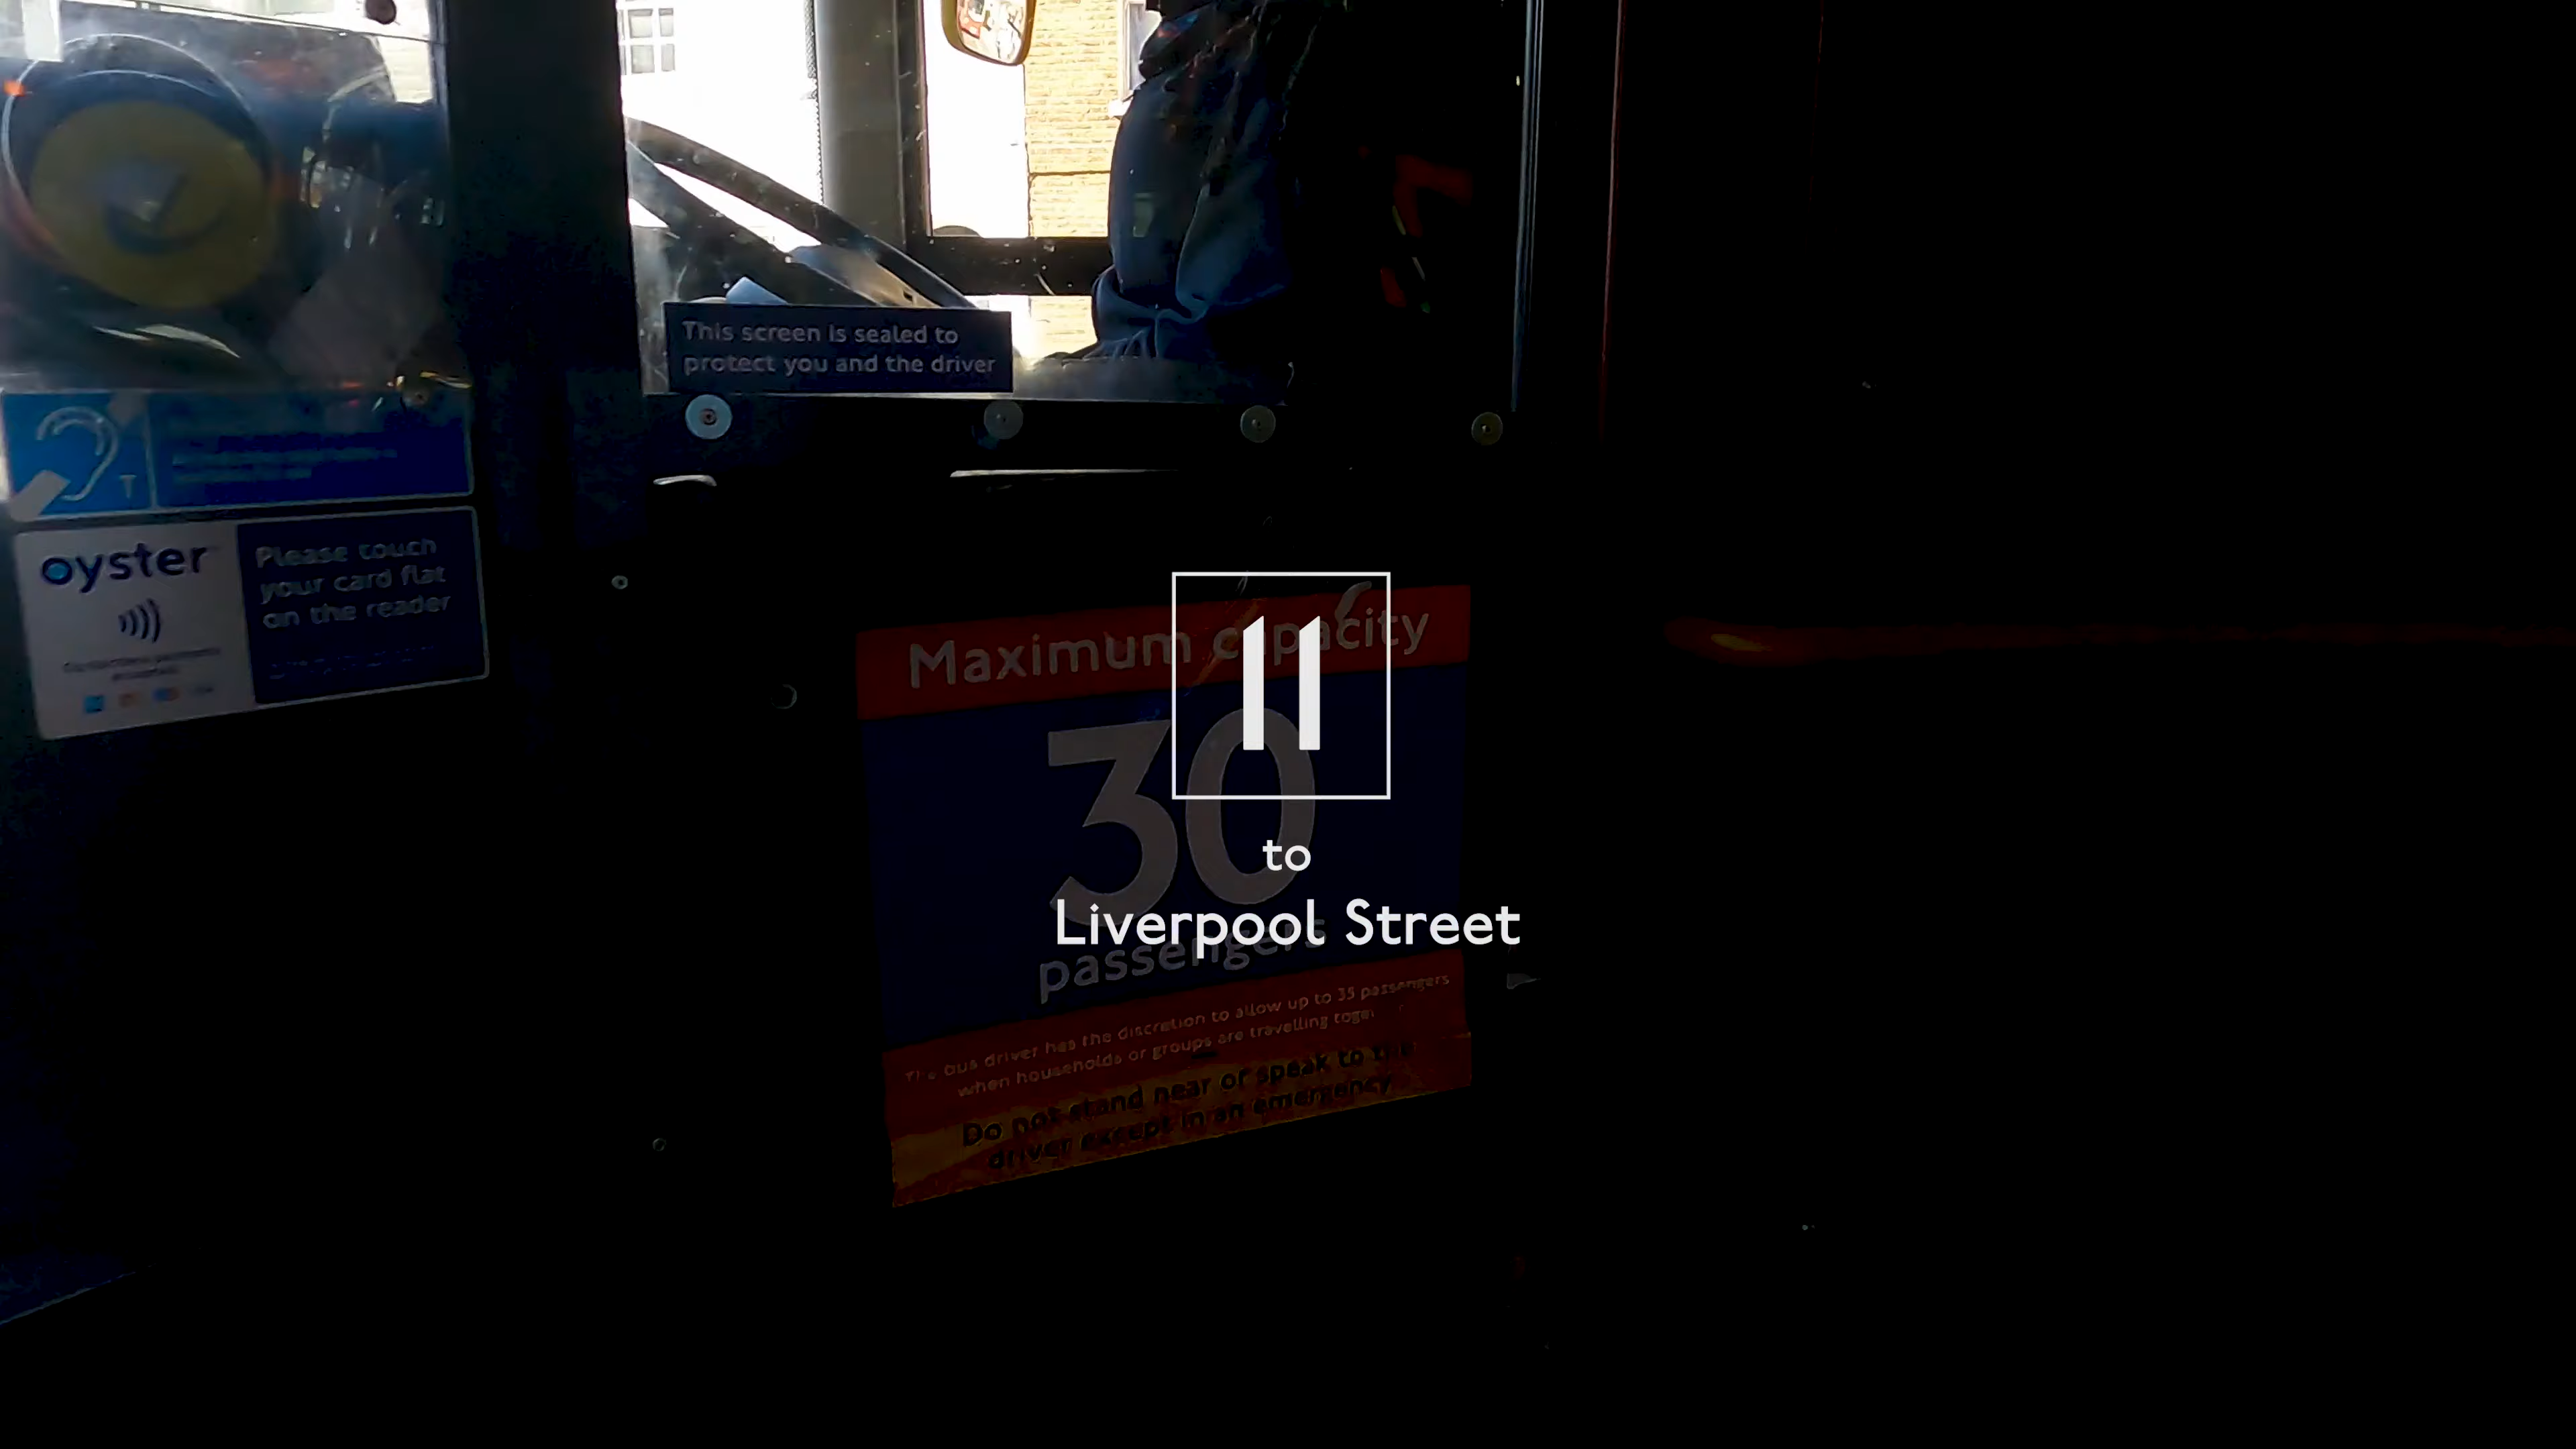 This screen is sealed to
protect you and the driver
T
oyster
Please touch
your card flat
on the reader
Maximum capacity
30
passengers
The bus driver has the discretion to allow up to 35 passengers
when households or groups are travelling
Do not stand near or speak to the
driver except in an emergency
11
to
Liverpool Street